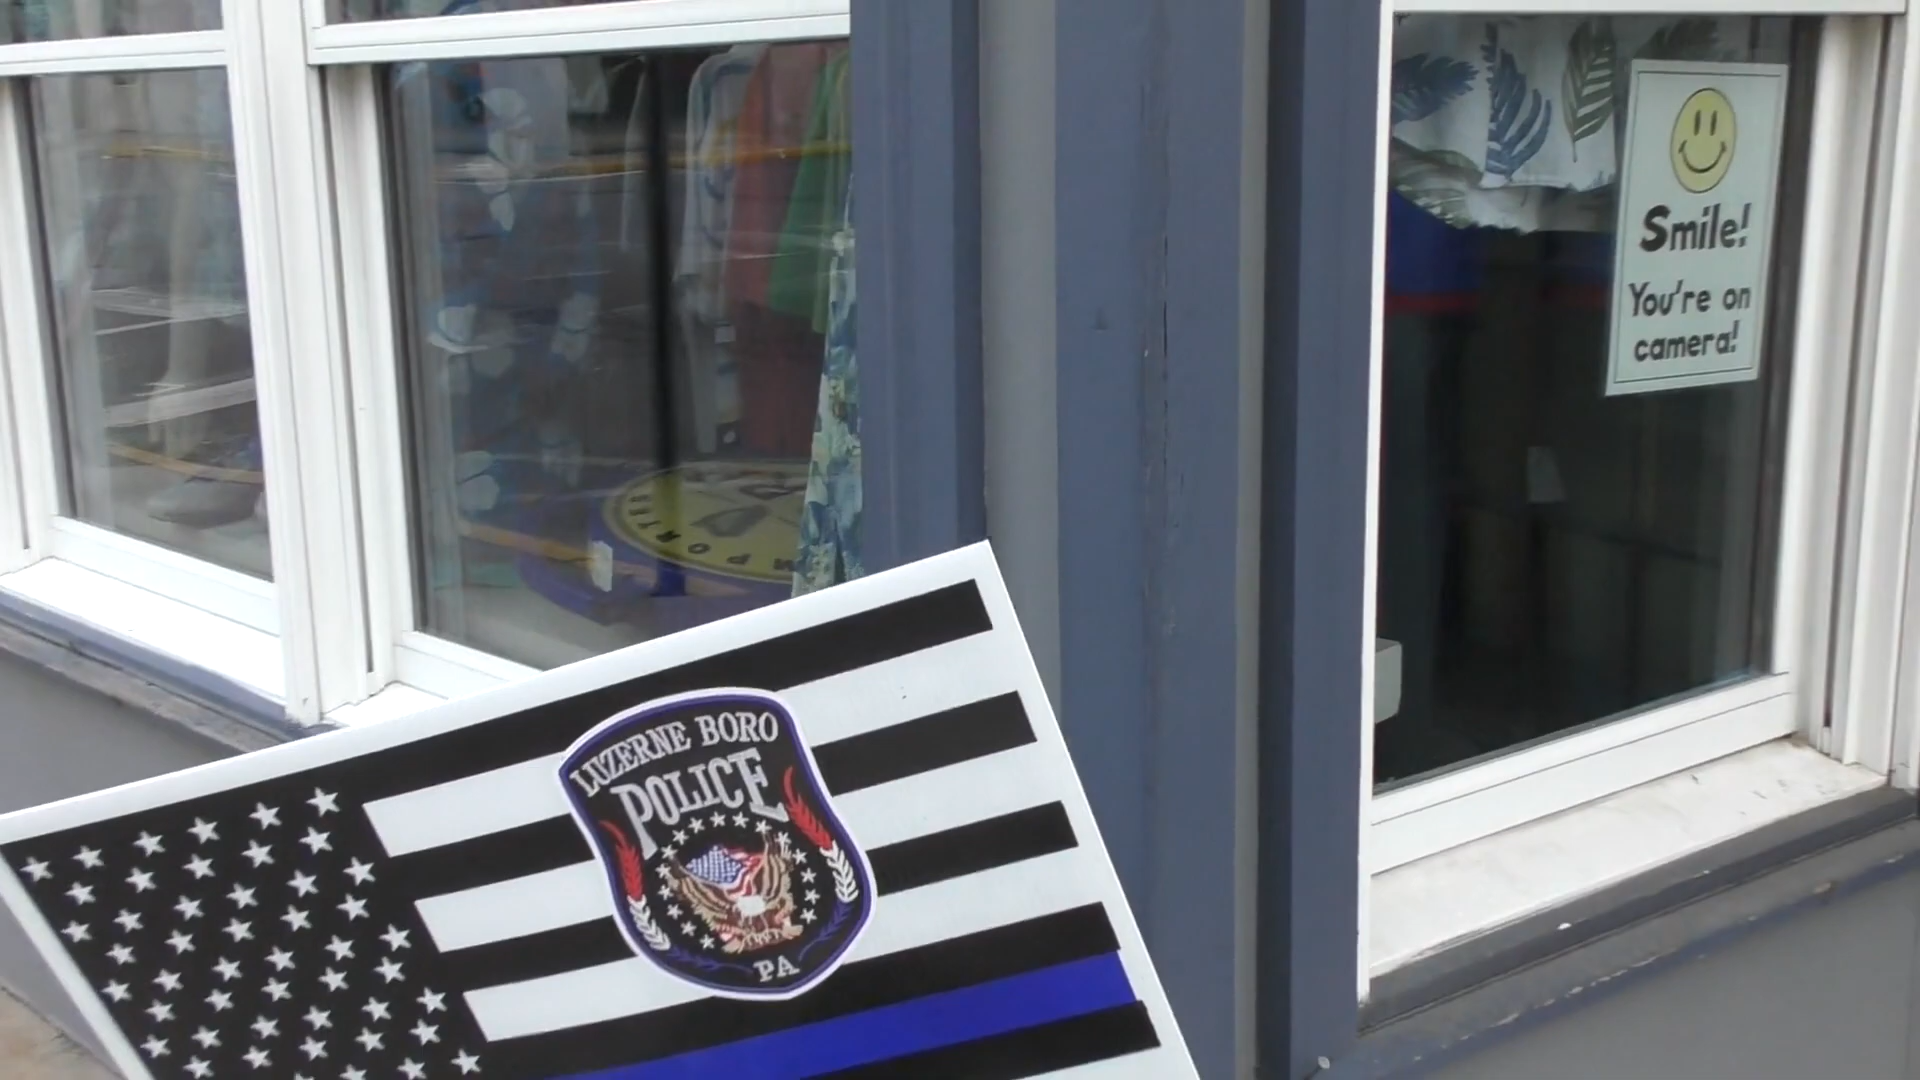 Smile!
You're on
camera!
LUZERNE BORO
POLICE
PA